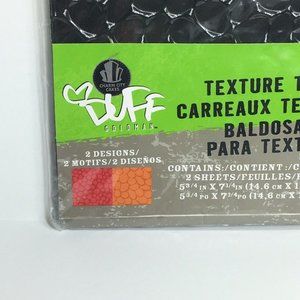 CHARM CITY
CAKES
DUFF
GOLDMAN
TEXTURE T
CARREAUX TE
BALDOSA
PARA TEXT
2 DESIGNS/
2 MOTIFS/2 DISEÑOS
CONTAINS:/CONTIENT:/C
2 SHEETS/FEUILLES/
5 3/4 IN X 7 1/4 IN (14.6 CM X 1
5 3/4 PO X 7 1/4 PO (14,6 CM X 1